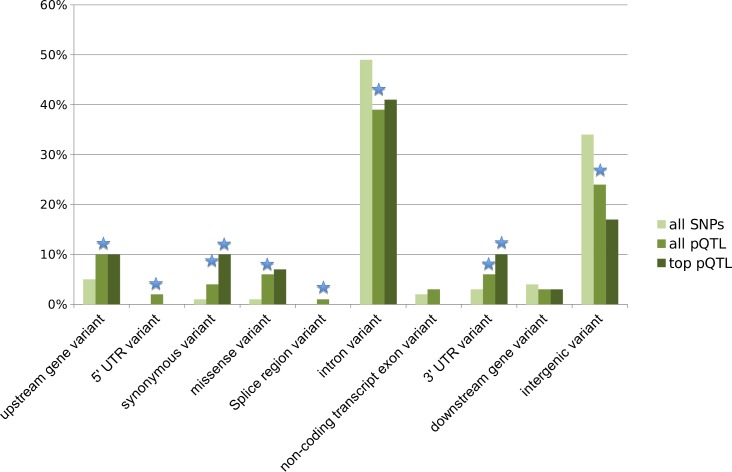 60%
50%
40%
30%
20%
10%
0%
upstream gene variant
5' UTR variant
synonymous variant
missense variant
Splice region variant
intron variant
non-coding transcript exon variant
3' UTR variant
downstream gene variant
intergenic variant
all SNPs
all pQTL
top pQTL